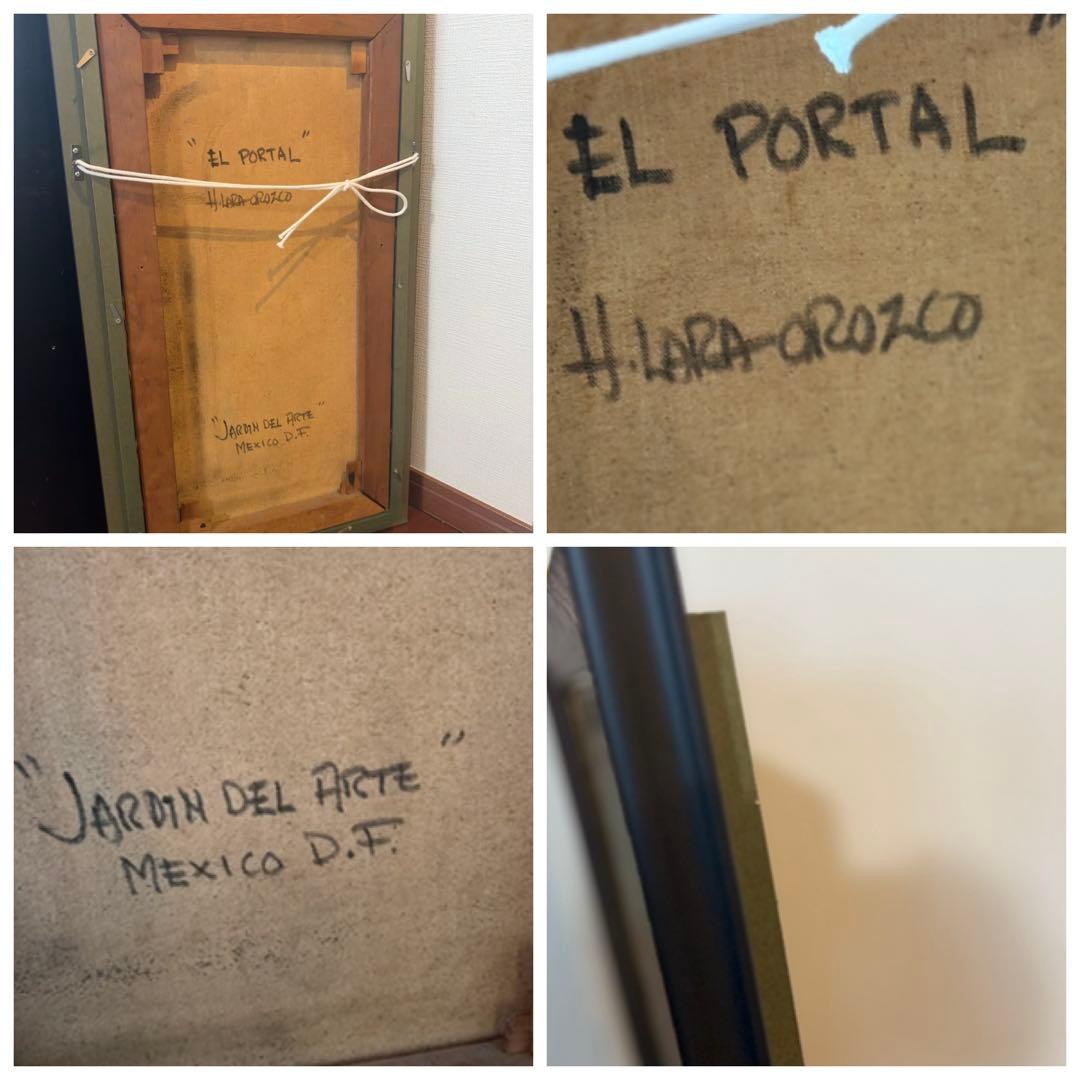 "EL PORTAL"
H. LARA-OROZCO
"JARDIN DEL ARTE"
MEXICO D.F.
EL PORTAL "
H. LARA-OROZCO
"JARDIN DEL ARTE"
MEXICO D.F.